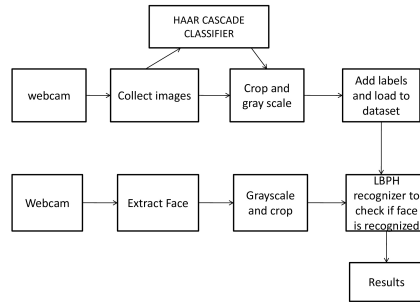 HAAR CASCADE
CLASSIFIER
webcam
Collect images
Crop and
gray scale
Add labels
and load to
dataset
Webcam
Extract Face
Grayscale
and crop
LBPH
recognizer to
check if face
is recognized
Results